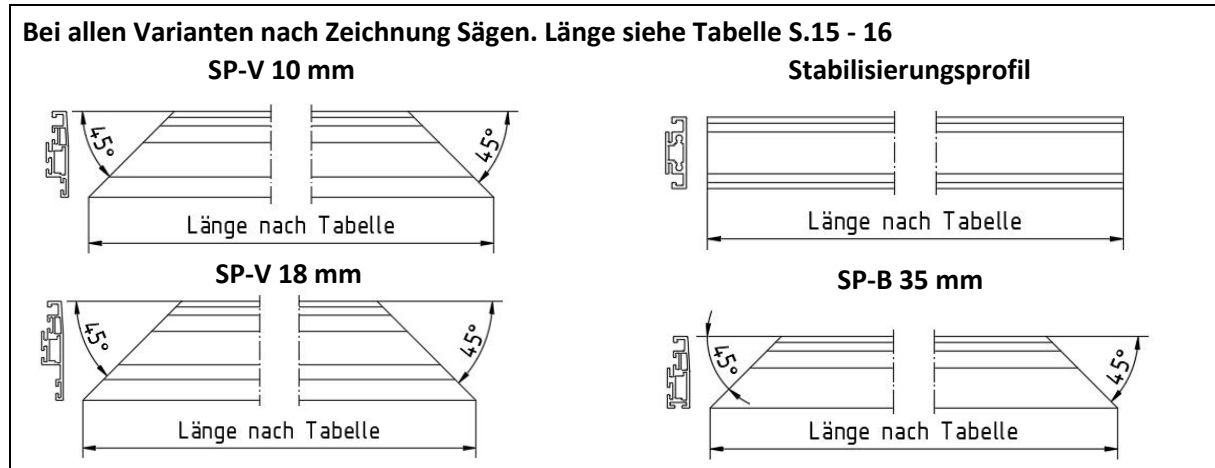 Bei allen Varianten nach Zeichnung Sägen. Länge siehe Tabelle S.15 - 16
SP-V 10 mm
45°
45°
Länge nach Tabelle
Stabilisierungsprofil
Länge nach Tabelle
SP-V 18 mm
45°
45°
Länge nach Tabelle
SP-B 35 mm
45°
45°
Länge nach Tabelle